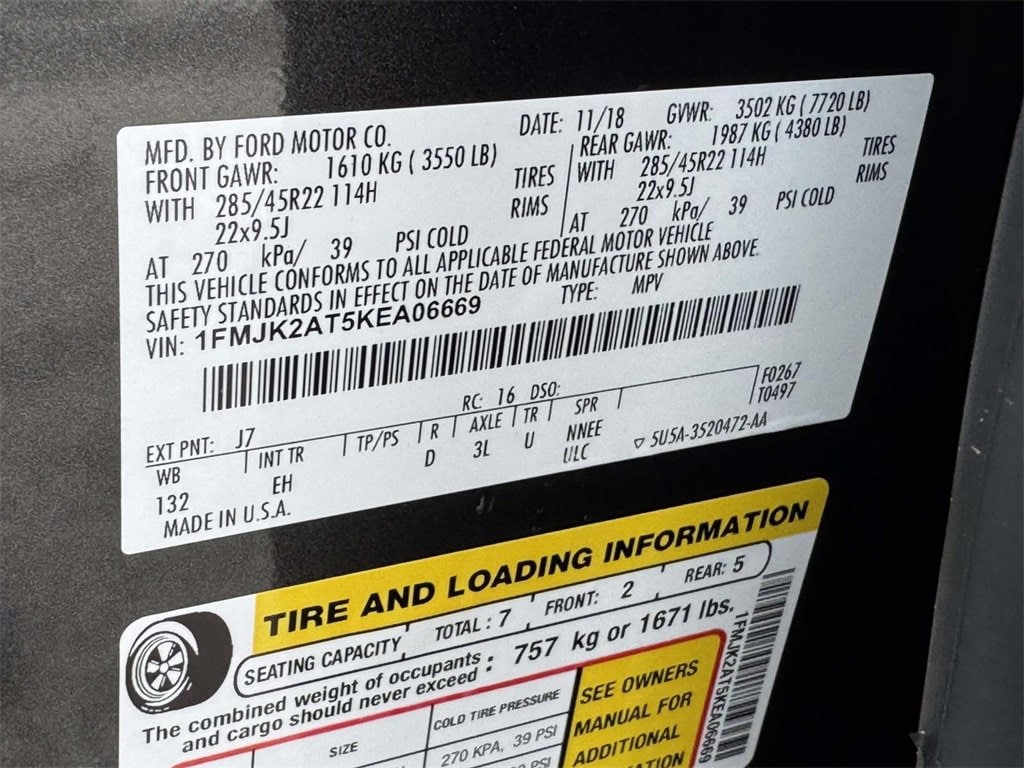 MFD. BY FORD MOTOR CO.
DATE: 11/18 GVWR: 3502 KG ( 7720 LB)
FRONT GAWR: 1610 KG ( 3550 LB)
REAR GAWR: 1987 KG ( 4380 LB)
WITH 285/45R22 114H TIRES
WITH 285/45R22 114H TIRES
22x9.5J RIMS
22x9.5J RIMS
AT 270 kPa/ 39 PSI COLD
AT 270 kPa/ 39 PSI COLD
THIS VEHICLE CONFORMS TO ALL APPLICABLE FEDERAL MOTOR VEHICLE
SAFETY STANDARDS IN EFFECT ON THE DATE OF MANUFACTURE SHOWN ABOVE.
VIN: 1FMJK2AT5KEA06669 TYPE: MPV
F0267
T0497
EXT PNT: J7 RC: 16 DSO:
WB INT TR TP/PS R AXLE TR SPR
132 EH D 3L U NNEE
ULC
▽ 5U5A-3520472-AA
MADE IN U.S.A.
TIRE AND LOADING INFORMATION
SEATING CAPACITY TOTAL : 7 FRONT: 2 REAR: 5
The combined weight of occupants
and cargo should never exceed : 757 kg or 1671 lbs.
SIZE COLD TIRE PRESSURE
270 KPA, 39 PSI
PSI
SEE OWNERS
MANUAL FOR
ADDITIONAL
1FMJK2AT5KEA06669